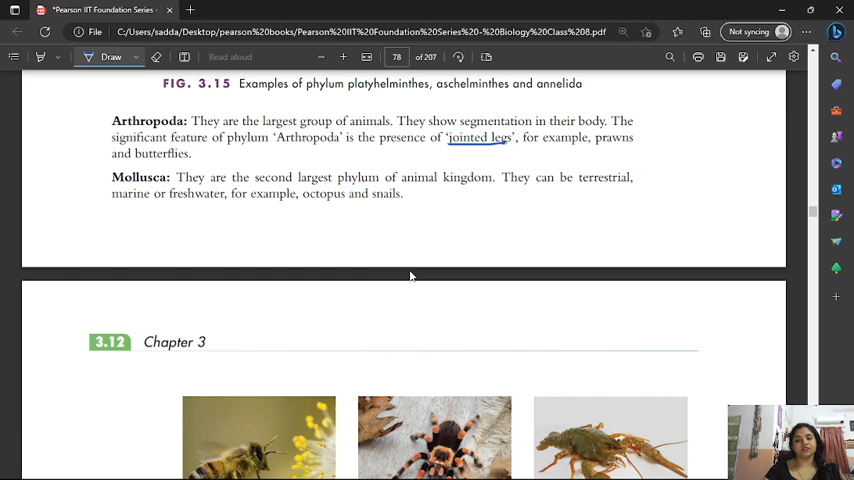 *Pearson IIT Foundation Series -
File
C:/Users/sadda/Desktop/pearson%20books/Pearson%20IIT%20Foundation%20Series%20-%20Biology%20Class%208.pdf
Not syncing
Draw
Read aloud
78
of 207
FIG. 3.15 Examples of phylum platyhelminthes, aschelminthes and annelida
Arthropoda: They are the largest group of animals. They show segmentation in their body. The
significant feature of phylum ‘Arthropoda’ is the presence of ‘jointed legs’, for example, prawns
and butterflies.
Mollusca: They are the second largest phylum of animal kingdom. They can be terrestrial,
marine or freshwater, for example, octopus and snails.
3.12 Chapter 3